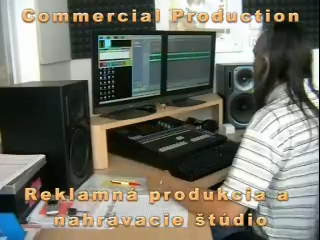 Commercial Production
Reklamná produkcia a
nahrávacie štúdio